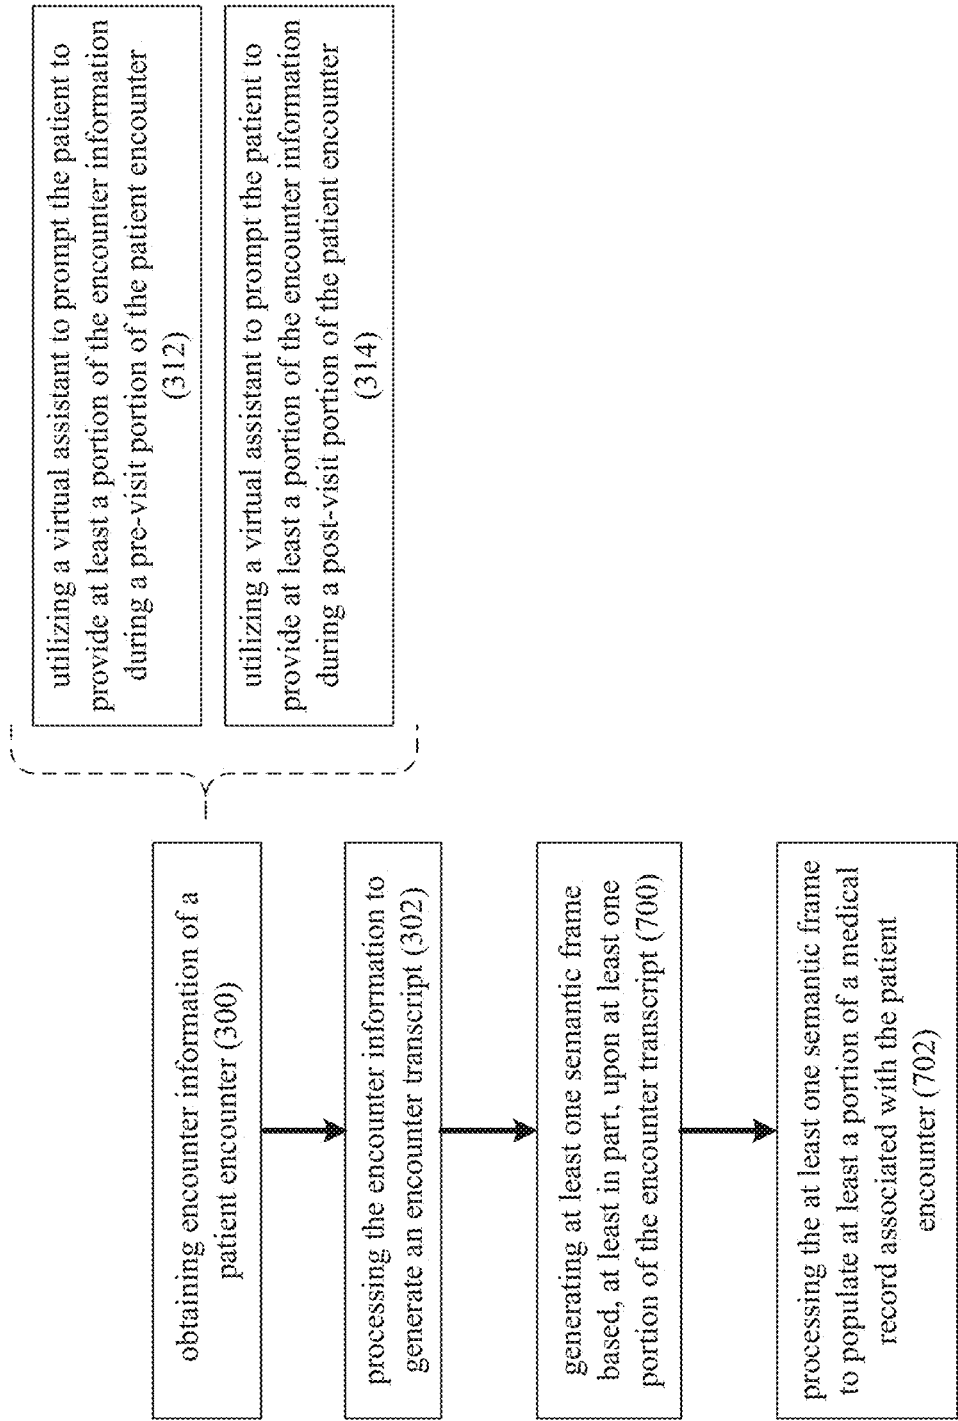 obtaining encounter information of a
patient encounter (300)
processing the encounter information to
generate an encounter transcript (302)
generating at least one semantic frame
based, at least in part, upon at least one
portion of the encounter transcript (700)
processing the at least one semantic frame
to populate at least a portion of a medical
record associated with the patient
encounter (702)
utilizing a virtual assistant to prompt the patient to
provide at least a portion of the encounter information
during a pre-visit portion of the patient encounter
(312)
utilizing a virtual assistant to prompt the patient to
provide at least a portion of the encounter information
during a post-visit portion of the patient encounter
(314)